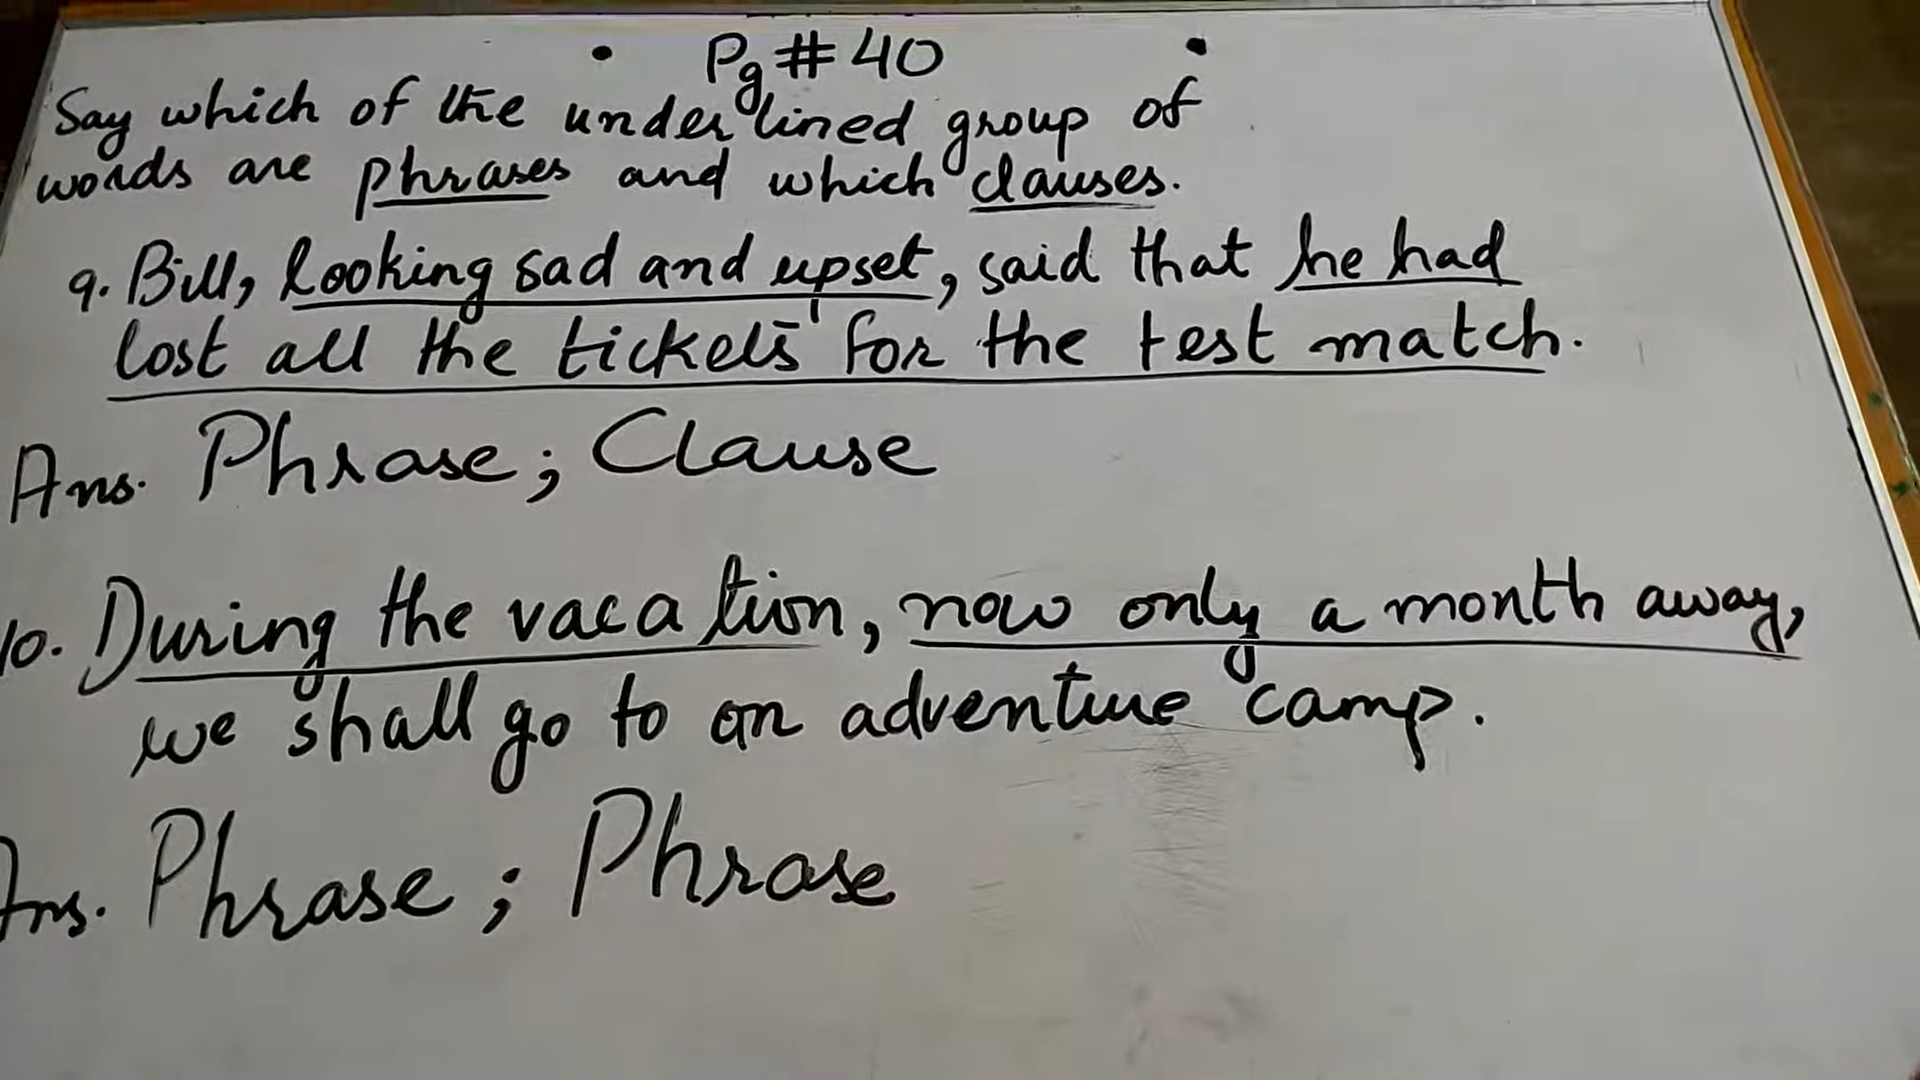 Pg # 40
Say which of the underlined group of
words are phrases and which clauses.
9. Bill, looking sad and upset, said that he had
lost all the tickets for the test match.
Ans. Phrase; Clause
10. During the vacation, now only a month away,
we shall go to an adventure camp.
Ans. Phrase; Phrase